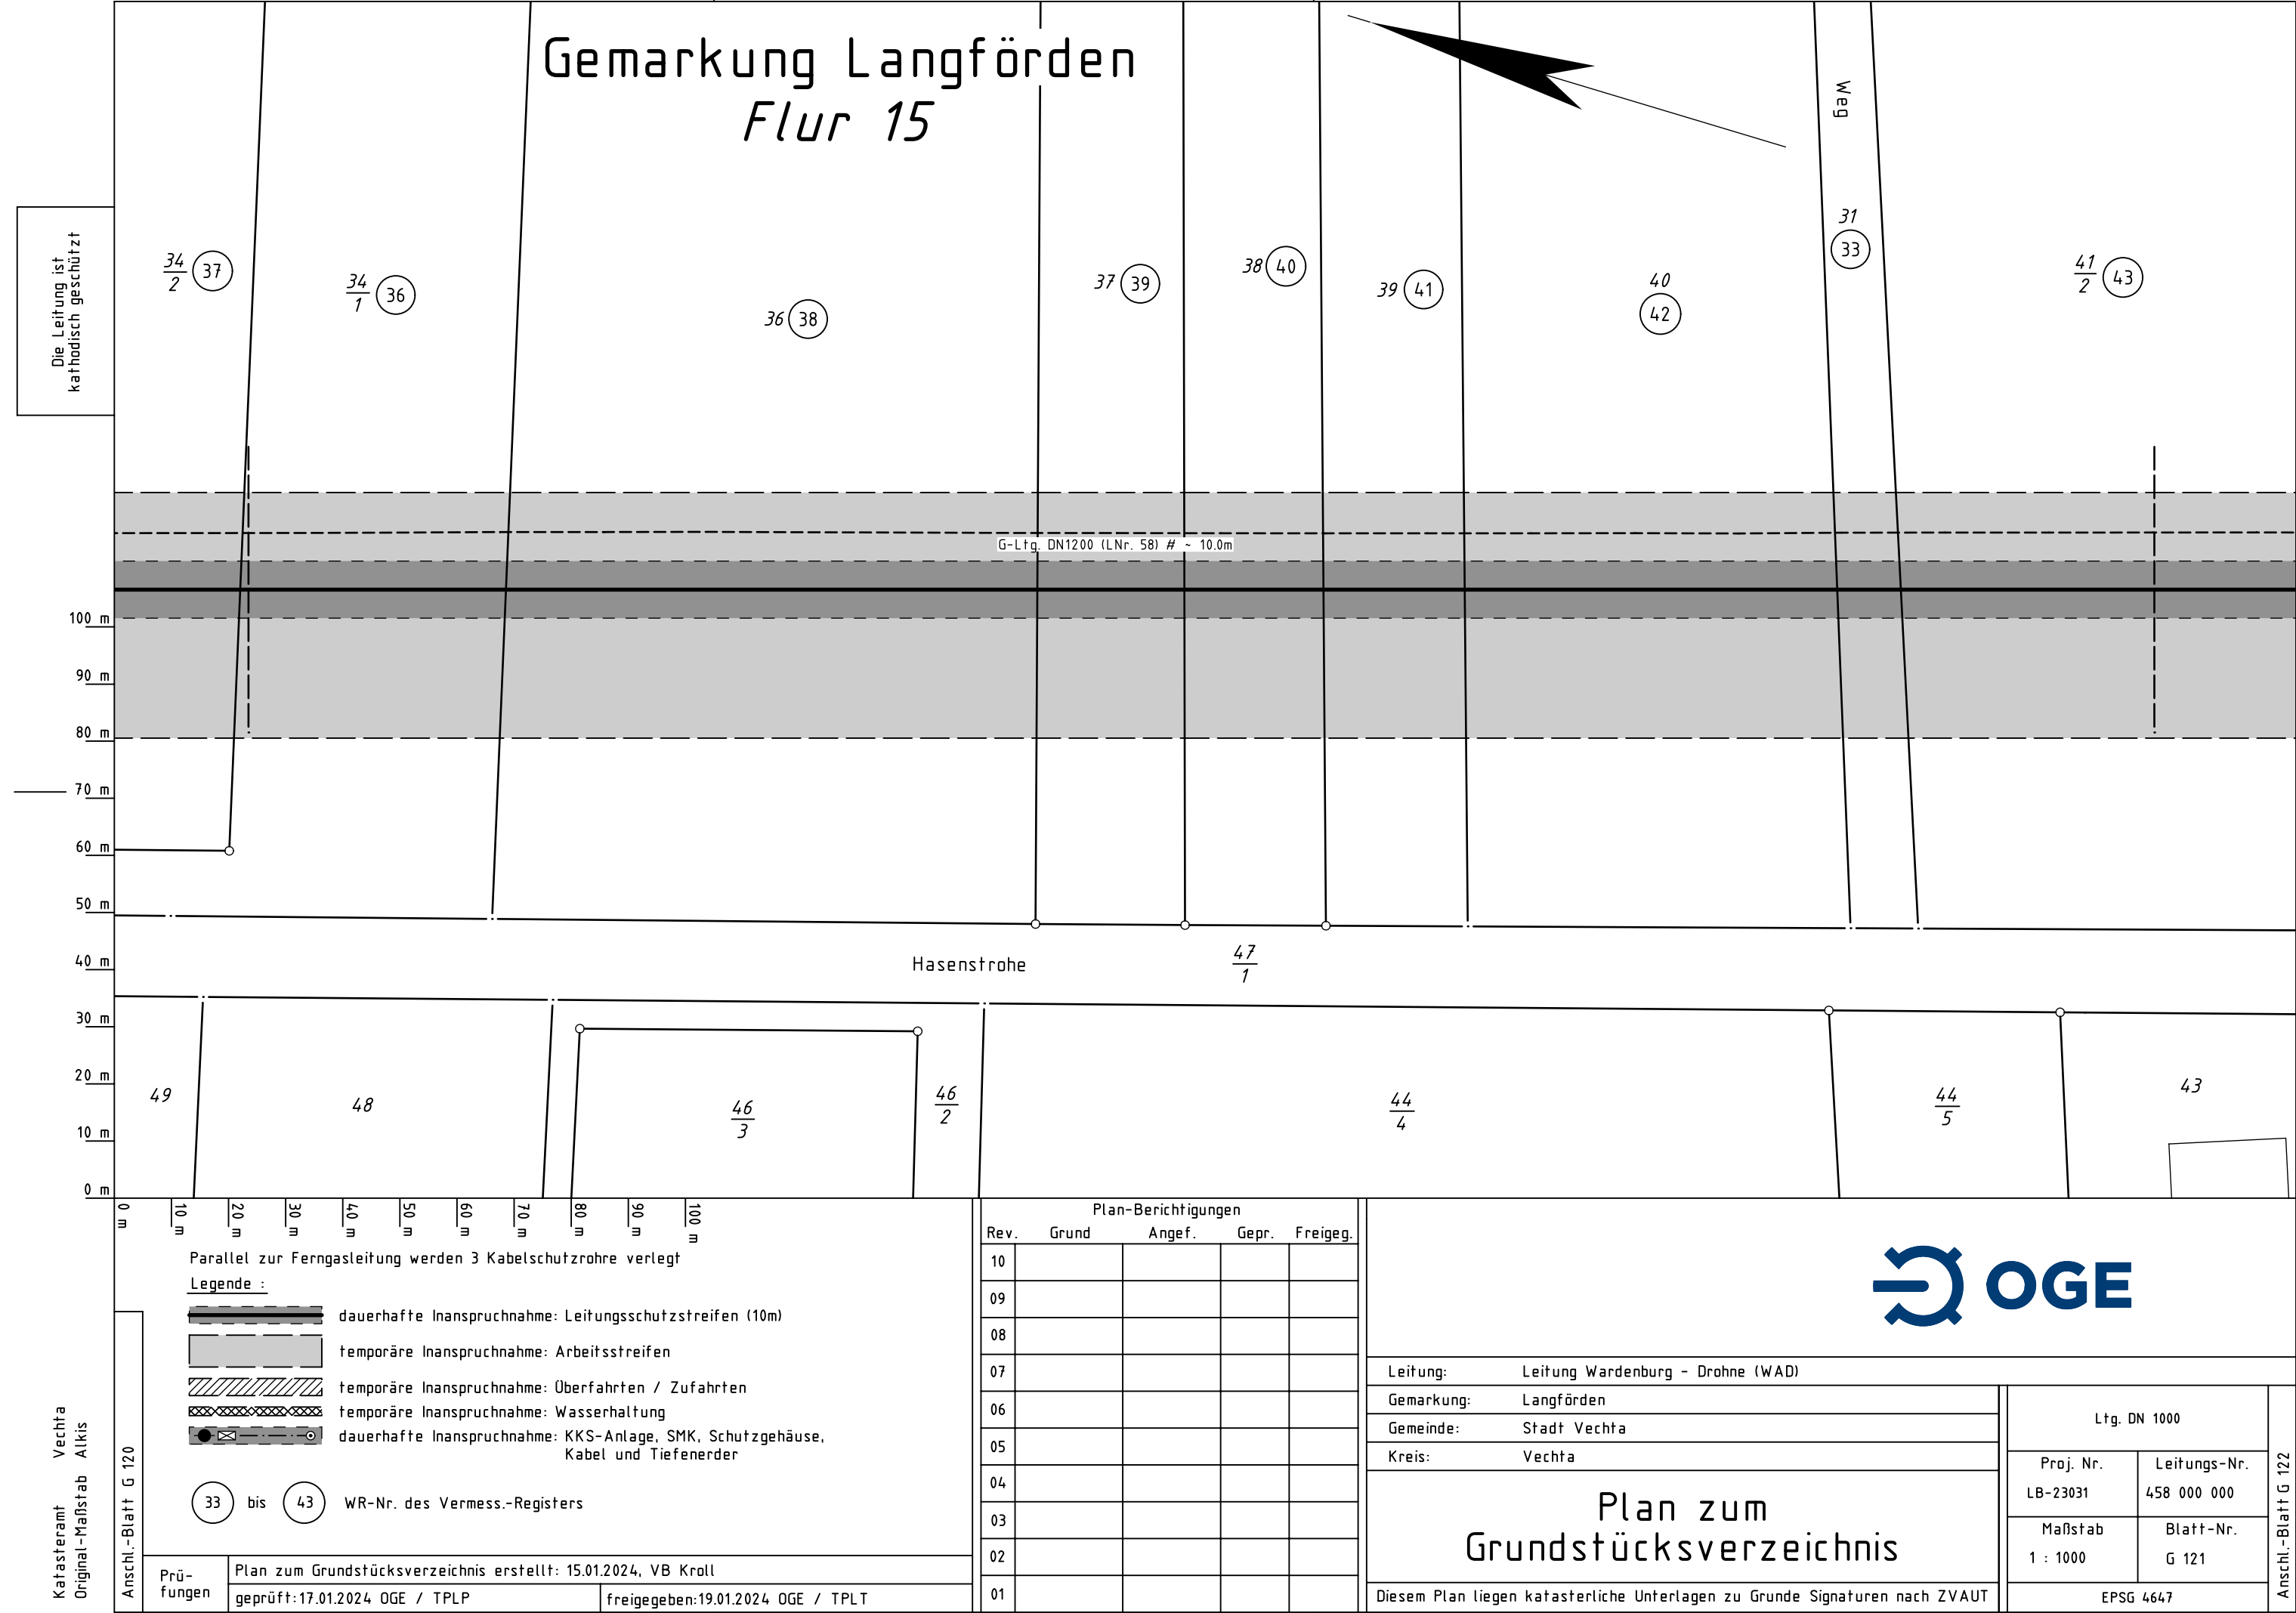 Gemarkung Langförden
Flur 15
Weg
Die Leitung ist
kathodisch geschützt
34
2
37
34
1
36
36
38
37
39
38
40
39
41
40
42
31
33
41
2
43
G-Ltg. DN1200 (LNr. 58) # ~ 10.0m
100 m
90 m
80 m
70 m
60 m
50 m
40 m
30 m
20 m
10 m
0 m
Hasenstrohe
47
1
49
48
46
3
46
2
44
4
44
5
43
0 m
10 m
20 m
30 m
40 m
50 m
60 m
70 m
80 m
90 m
100 m
Parallel zur Ferngasleitung werden 3 Kabelschutzrohre verlegt
Legende :
dauerhafte Inanspruchnahme: Leitungsschutzstreifen (10m)
temporäre Inanspruchnahme: Arbeitsstreifen
temporäre Inanspruchnahme: Überfahrten / Zufahrten
temporäre Inanspruchnahme: Wasserhaltung
dauerhafte Inanspruchnahme: KKS-Anlage, SMK, Schutzgehäuse,
Kabel und Tiefenerder
33 bis 43 WR-Nr. des Vermess.-Registers
Katasteramt Vechta
Original-Maßstab Alkis
Anschl.-Blatt G 120
Prü-
fungen
Plan zum Grundstücksverzeichnis erstellt: 15.01.2024, VB Kroll
geprüft:17.01.2024 OGE / TPLP
freigegeben:19.01.2024 OGE / TPLT
Plan-Berichtigungen
Rev. Grund Angef. Gepr. Freigeg.
10
09
08
07
06
05
04
03
02
01
OGE
Leitung: Leitung Wardenburg - Drohne (WAD)
Gemarkung: Langförden
Gemeinde: Stadt Vechta
Kreis: Vechta
Plan zum
Grundstücksverzeichnis
Diesem Plan liegen katasterliche Unterlagen zu Grunde Signaturen nach ZVAUT
Ltg. DN 1000
Proj. Nr. Leitungs-Nr.
LB-23031 458 000 000
Maßstab Blatt-Nr.
1 : 1000 G 121
EPSG 4647
Anschl.-Blatt G 122